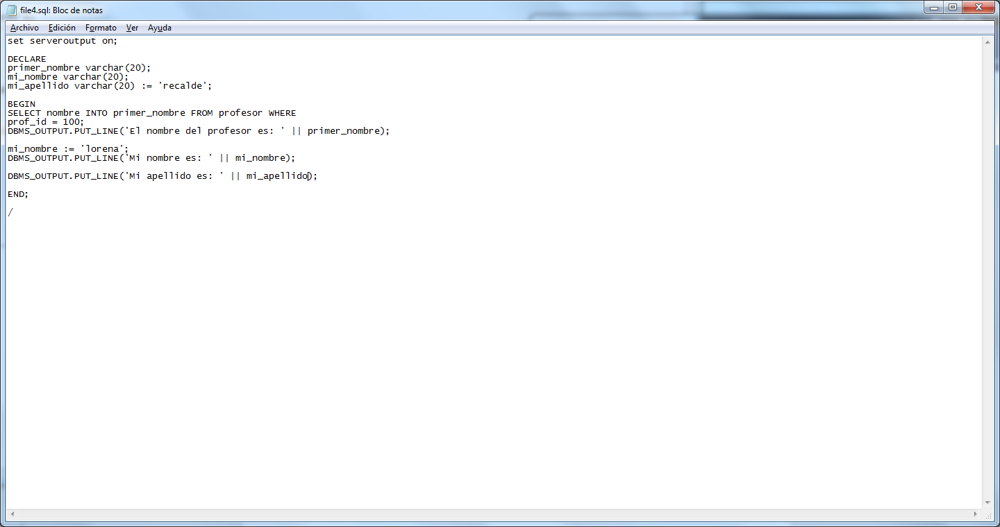 file4.sql: Bloc de notas
Archivo Edición Formato Ver Ayuda
set serveroutput on;
DECLARE
primer_nombre varchar(20);
mi_nombre varchar(20);
mi_apellido varchar(20) := 'recalde';
BEGIN
SELECT nombre INTO primer_nombre FROM profesor WHERE
prof_id = 100;
DBMS_OUTPUT.PUT_LINE('El nombre del profesor es: ' || primer_nombre);
mi_nombre := 'lorena';
DBMS_OUTPUT.PUT_LINE('Mi nombre es: ' || mi_nombre);
DBMS_OUTPUT.PUT_LINE('Mi apellido es: ' || mi_apellido);
END;
/